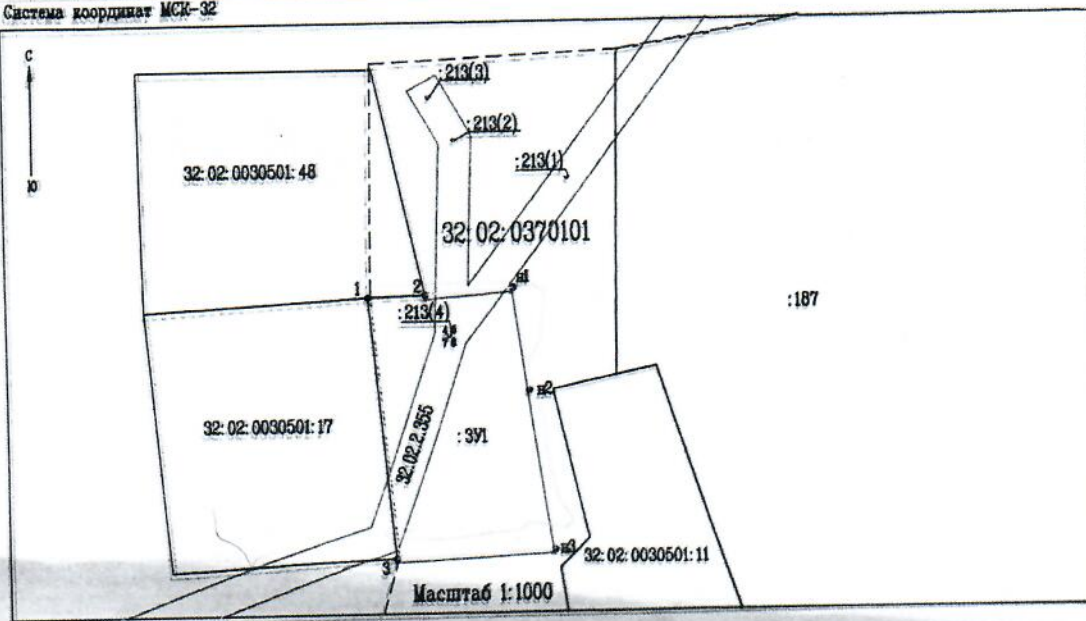 Система координат МСК-32
С
Ю
:213(3)
:213(2)
:213(1)
32:02:0030501:48
32:02:0370101
1
2
н1
:213(4)
:187
н2
32:02:0030501:17
32.02.2.355
:ЗУ1
н3
32:02:0030501:11
3
Масштаб 1:1000